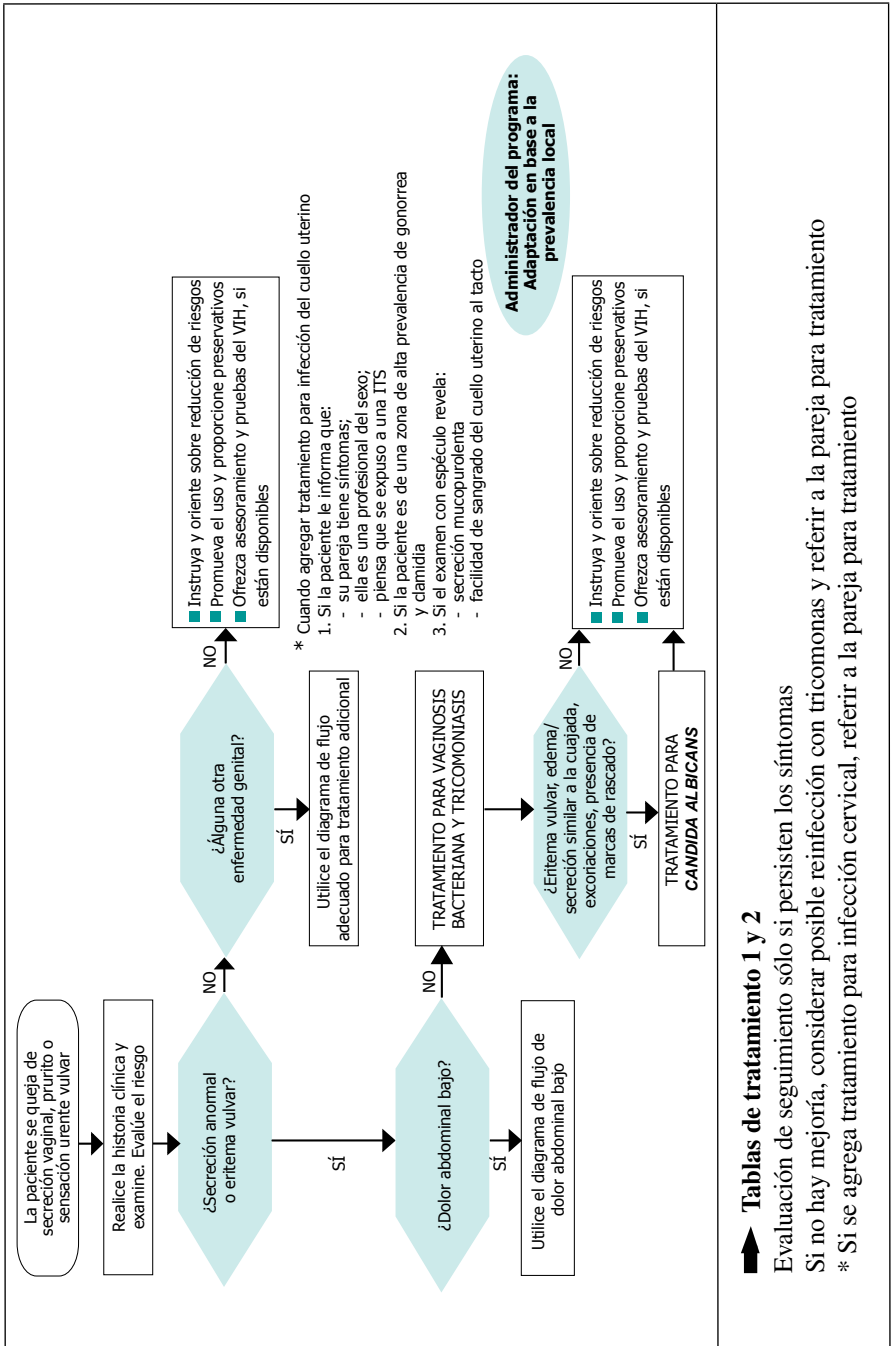 La paciente se queja de
secreción vaginal, prurito o
sensación urente vulvar
Realice la historia clínica y
examine. Evalúe el riesgo
¿Secreción anormal
o eritema vulvar?
NO
¿Álguna otra
enfermedad genital?
NO
Instruya y oriente sobre reducción de riesgos
Promueva el uso y proporcione preservativos
Ofrezca asesoramiento y pruebas del VIH, si
están disponibles
SÍ
Utilice el diagrama de flujo
adecuado para tratamiento adicional
* Cuando agregar tratamiento para infección del cuello uterino
1. Si la paciente le informa que:
- su pareja tiene síntomas;
- ella es una profesional del sexo;
- piensa que se expuso a una ITS
2. Si la paciente es de una zona de alta prevalencia de gonorrea
y clamidia
3. Si el examen con espéculo revela:
- secreción mucopurolenta
- facilidad de sangrado del cuello uterino al tacto
Administrador del programa:
Adaptación en base a la
prevalencia local
SÍ
¿Dolor abdominal bajo?
NO
TRATAMIENTO PARA VAGINOSIS
BACTERIANA Y TRICOMONIASIS
SÍ
Utilice el diagrama de flujo de
dolor abdominal bajo
¿Eritema vulvar, edema/
secreción similar a la cuajada,
excoriaciones, presencia de
marcas de rascado?
NO
Instruya y oriente sobre reducción de riesgos
Promueva el uso y proporcione preservativos
Ofrezca asesoramiento y pruebas del VIH, si
están disponibles
SÍ
TRATAMIENTO PARA
CANDIDA ALBICANS
Tablas de tratamiento 1 y 2
Evaluación de seguimiento sólo si persisten los síntomas
Si no hay mejoría, considerar posible reinfección con tricomonas y referir a la pareja para tratamiento
* Si se agrega tratamiento para infección cervical, referir a la pareja para tratamiento